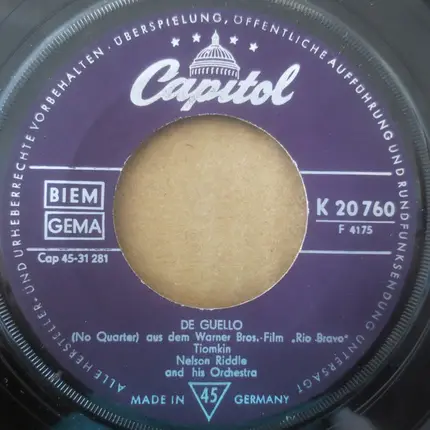 ALLE HERSTELLER- UND URHEBERRECHTE VORBEHALTEN · ÜBERSPIELUNG, ÖFFENTLICHE AUFFÜHRUNG UND RUNDFUNKSENDUNG UNTERSAGT
Capitol
BIEM
GEMA
K 20 760
F 4175
Cap 45-31 281
DE GUELLO
(No Quarter) aus dem Warner Bros.-Film „Rio Bravo"
Tiomkin
Nelson Riddle
and his Orchestra
MADE IN 45 GERMANY